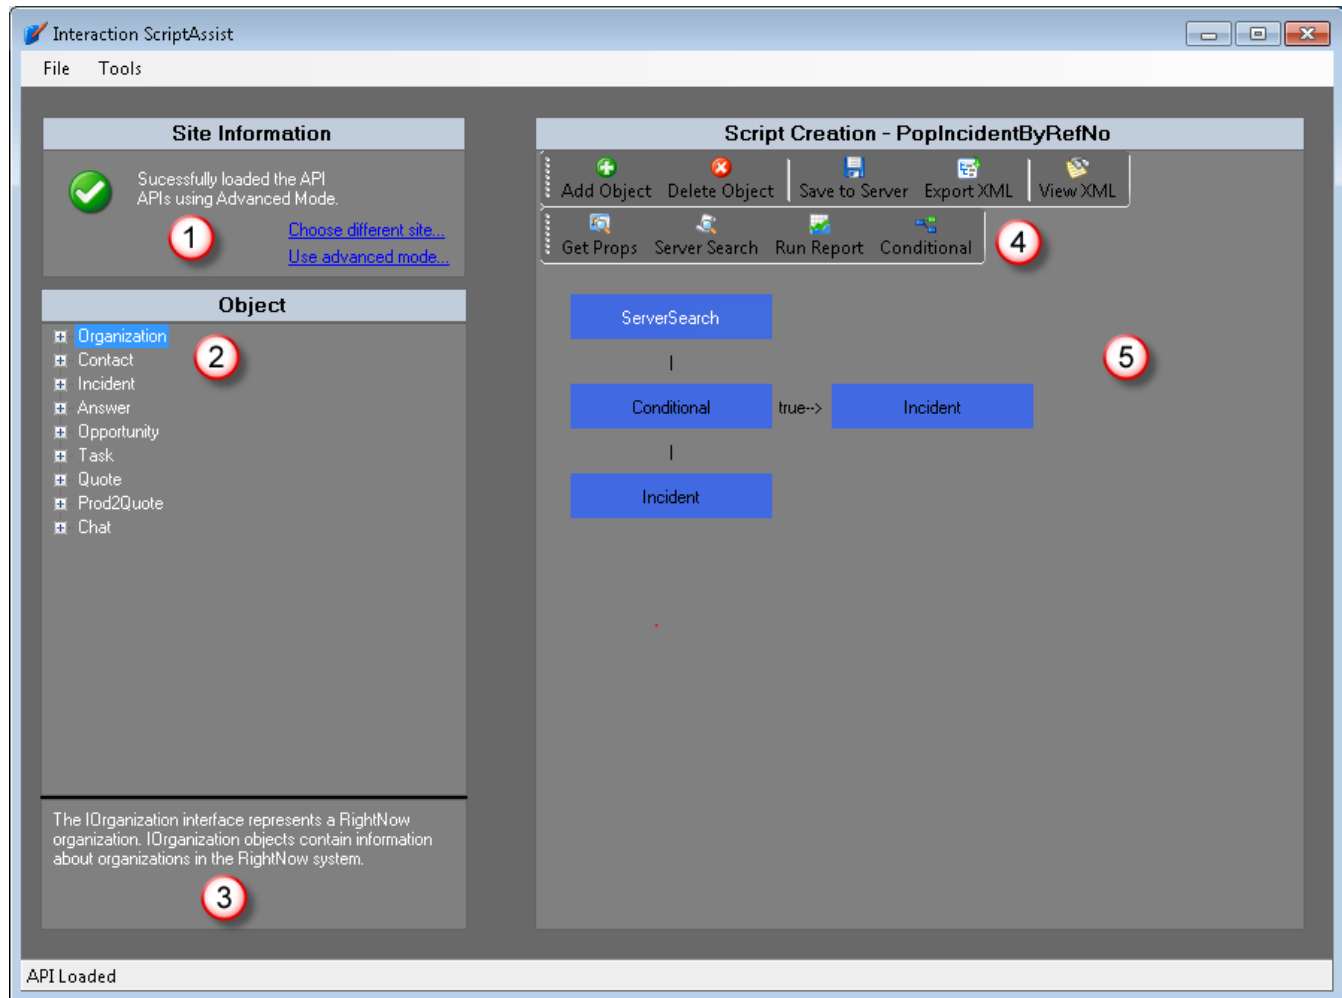 Interaction ScriptAssist
File Tools
Site Information
Sucessfully loaded the API
APIs using Advanced Mode.
1
Choose different site...
Use advanced mode...
Object
Organization
2
Contact
Incident
Answer
Opportunity
Task
Quote
Prod2Quote
Chat
The IOrganization interface represents a RightNow
organization. IOrganization objects contain information
about organizations in the RightNow system.
3
Script Creation - PopIncidentByRefNo
Add Object Delete Object Save to Server Export XML View XML
Get Props Server Search Run Report Conditional
4
ServerSearch
5
Conditional true--> Incident
Incident
API Loaded